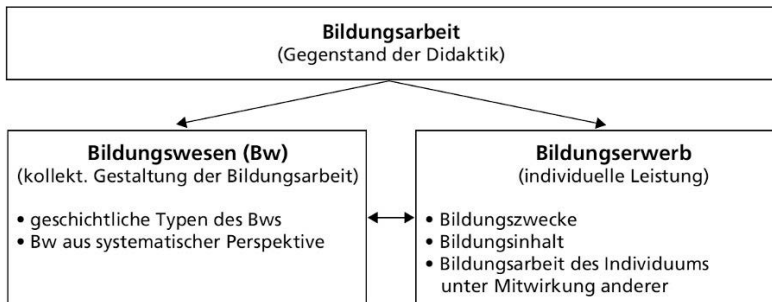 Bildungsarbeit
(Gegenstand der Didaktik)
Bildungswesen (Bw)
(kollekt. Gestaltung der Bildungsarbeit)
• geschichtliche Typen des Bws
• Bw aus systematischer Perspektive
Bildungserwerb
(individuelle Leistung)
• Bildungszwecke
• Bildungsinhalt
• Bildungsarbeit des Individuums
unter Mitwirkung anderer